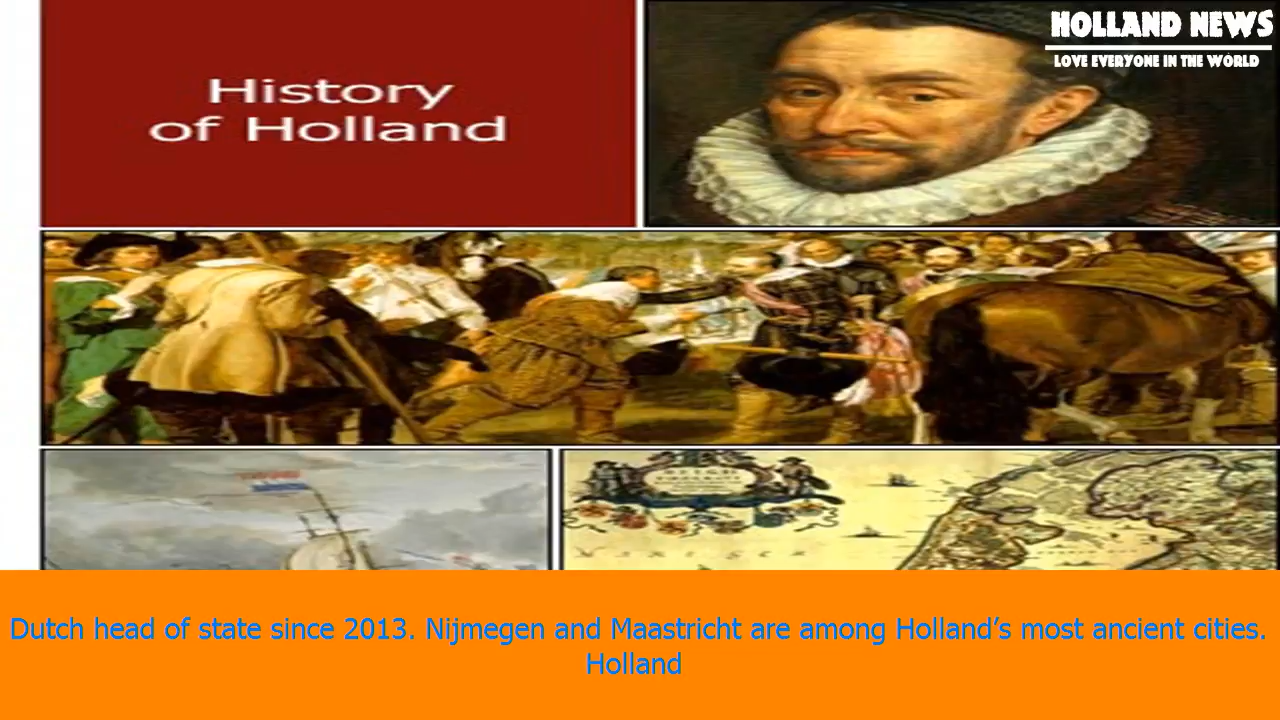 HOLLAND NEWS
LOVE EVERYONE IN THE WORLD
History
of Holland
Dutch head of state since 2013. Nijmegen and Maastricht are among Holland’s most ancient cities.
Holland